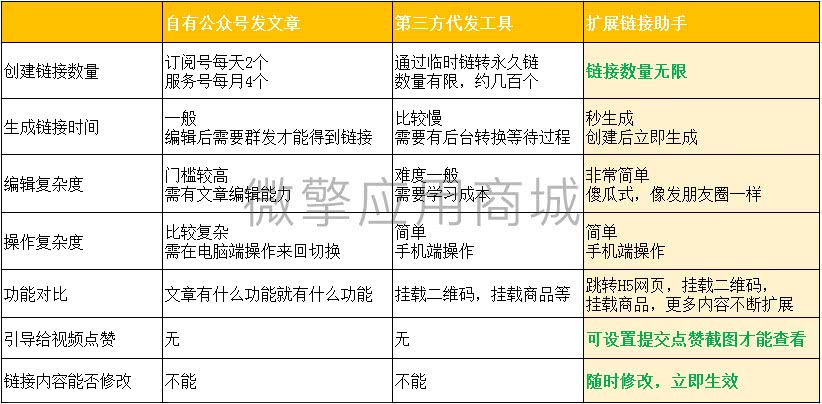 自有公众号发文章
第三方代发工具
扩展链接助手
创建链接数量
订阅号每天2个
服务号每月4个
通过临时链转永久链
数量有限，约几百个
链接数量无限
生成链接时间
一般
编辑后需要群发才能得到链接
比较慢
需要有后台转换等待过程
秒生成
创建后立即生成
编辑复杂度
门槛较高
需有文章编辑能力
难度一般
需要学习成本
非常简单
傻瓜式，像发朋友圈一样
微擎应用商城
操作复杂度
比较复杂
需在电脑端操作来回切换
简单
手机端操作
简单
手机端操作
功能对比
文章有什么功能就有什么功能
挂载二维码，挂载商品等
跳转H5网页，挂载二维码，
挂载商品，更多内容不断扩展
引导给视频点赞
无
无
可设置提交点赞截图才能查看
链接内容能否修改
不能
不能
随时修改，立即生效